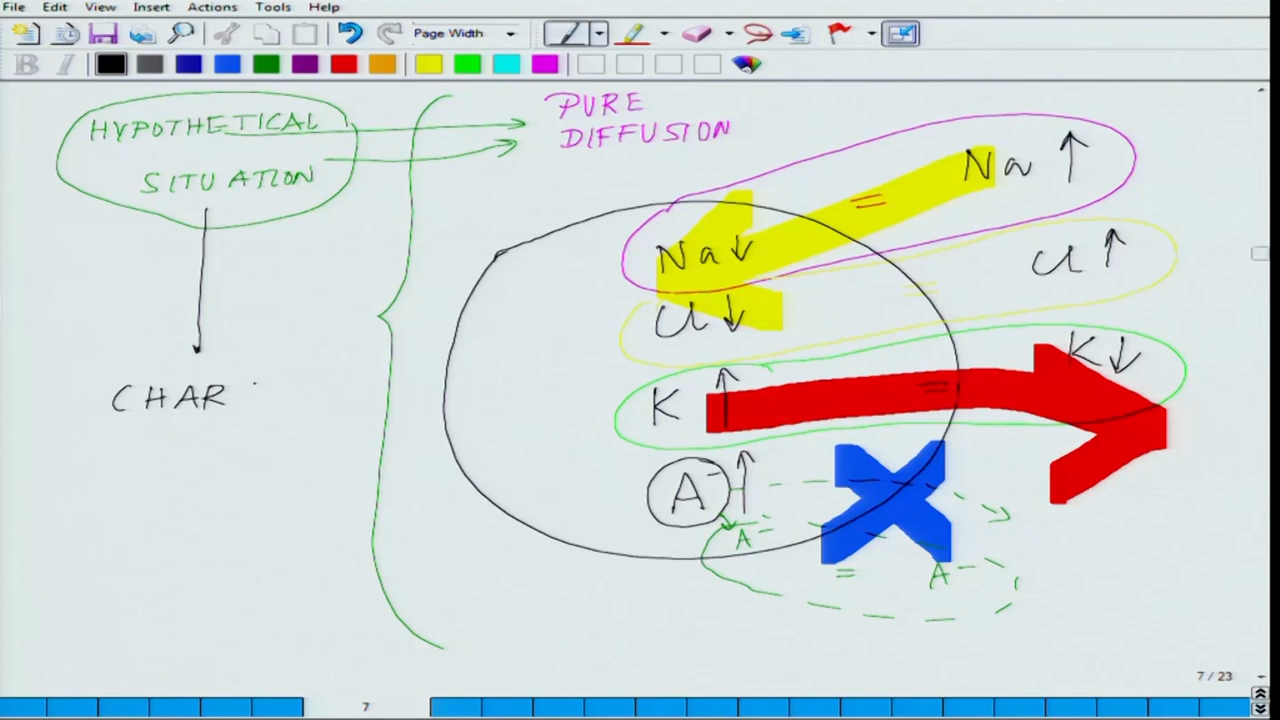 File Edit View Insert Actions Tools Help
Page Width
B I
HYPOTHETICAL
SITUATION
CHAR
PURE
DIFFUSION
Na ↑
=
Na ↓
Cl ↑
=
Cl ↓
K ↓
=
K ↑
A⁻ ↑
A⁻
= A⁻
7 / 23
7